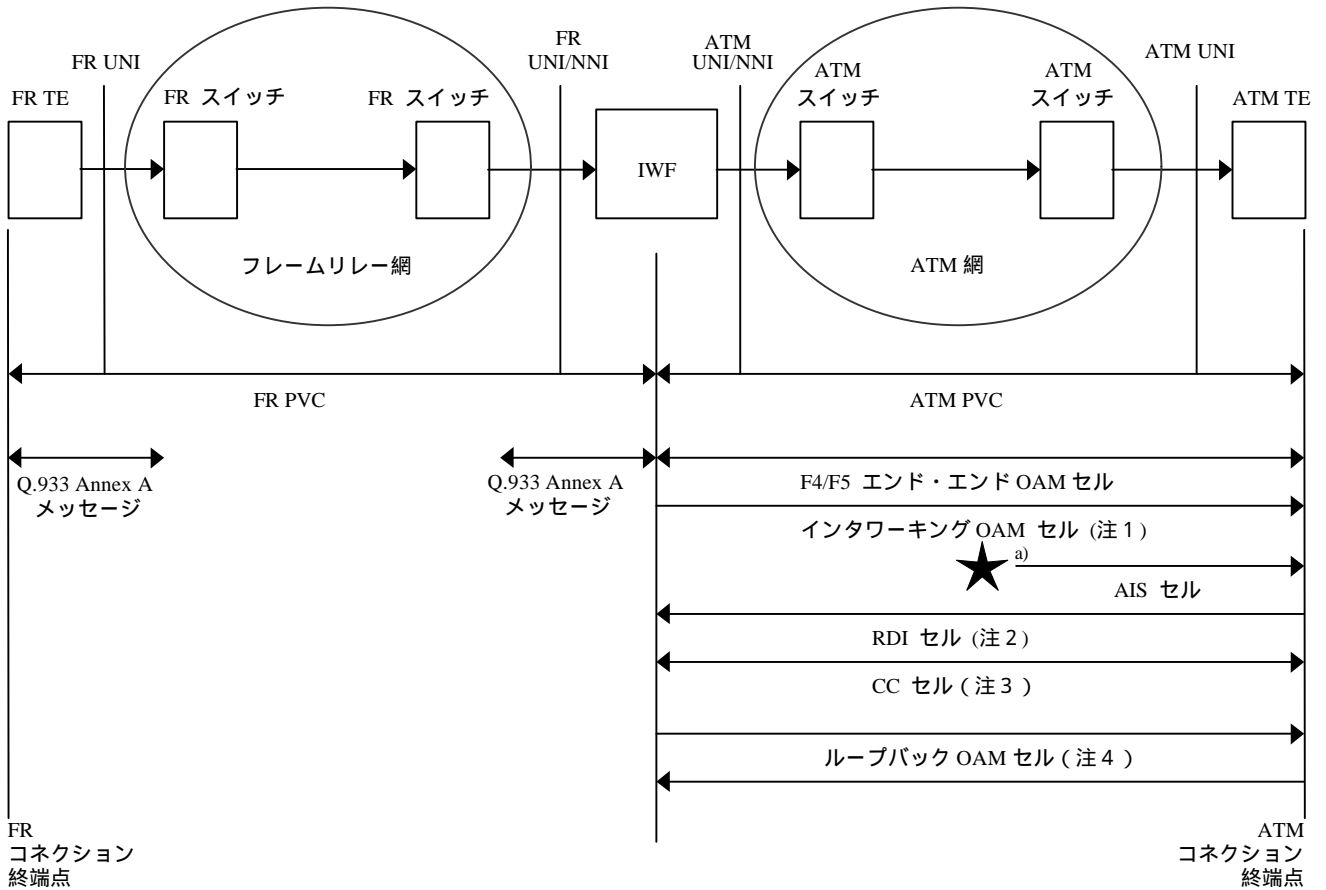 FR UNI
FR
UNI/NNI
ATM
UNI/NNI
ATM UNI
FR TE
FR スイッチ
FR スイッチ
ATM
スイッチ
ATM
スイッチ
ATM TE
IWF
フレームリレー網
ATM 網
FR PVC
ATM PVC
Q.933 Annex A
メッセージ
Q.933 Annex A
メッセージ
F4/F5 エンド・エンド OAM セル
インタワーキング OAM セル (注１)
a)
AIS セル
RDI セル (注２)
CC セル（注３）
ループバック OAM セル（注４）
FR
コネクション
終端点
ATM
コネクション
終端点